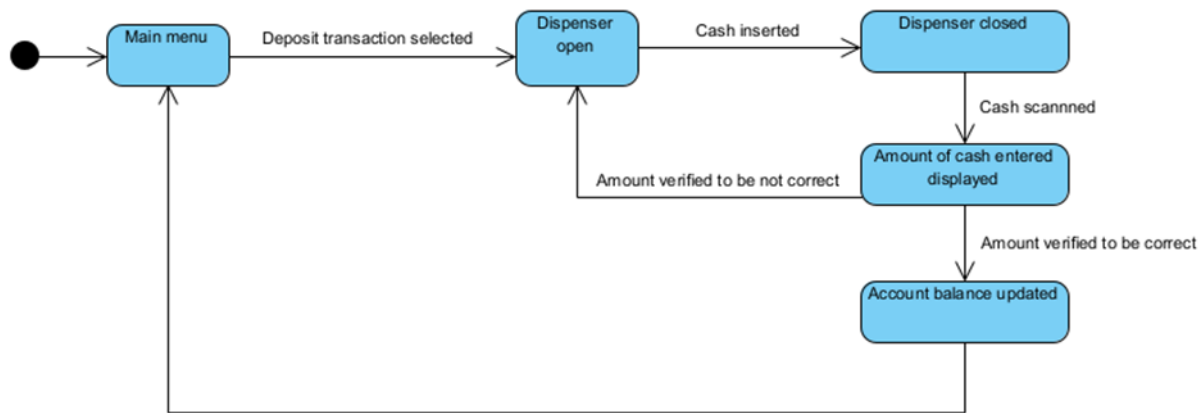 Main menu
Deposit transaction selected
Dispenser
open
Cash inserted
Dispenser closed
Cash scannned
Amount of cash entered
displayed
Amount verified to be not correct
Amount verified to be correct
Account balance updated